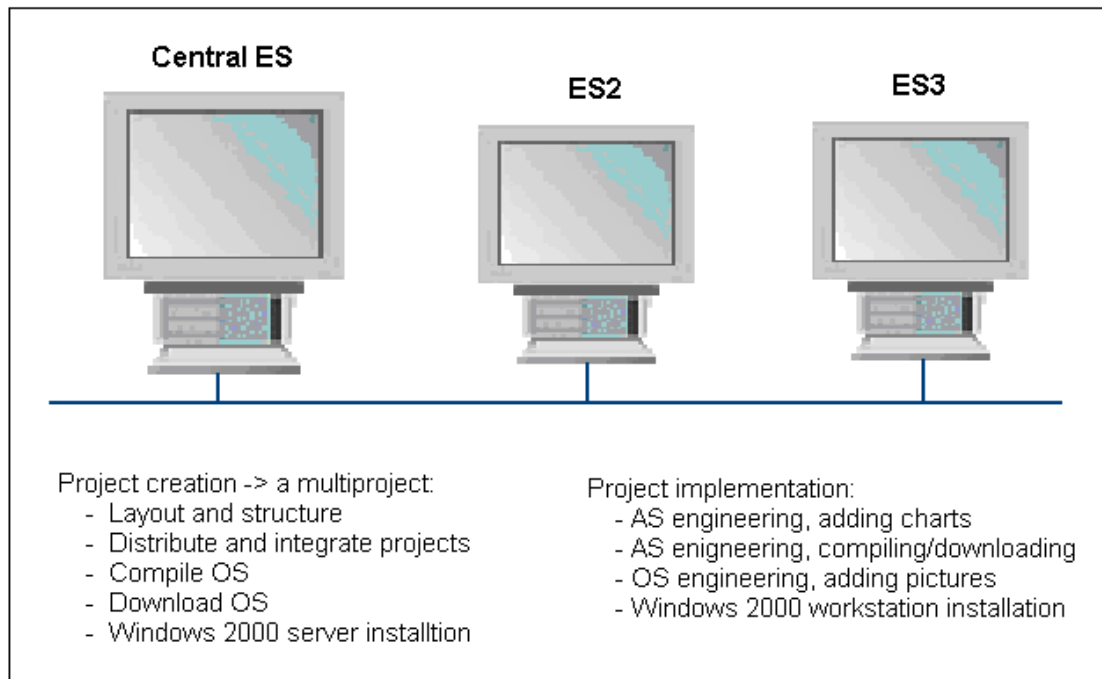 Central ES
ES2
ES3
Project creation -> a multiproject:
- Layout and structure
- Distribute and integrate projects
- Compile OS
- Download OS
- Windows 2000 server installtion
Project implementation:
- AS engineering, adding charts
- AS enigneering, compiling/downloading
- OS engineering, adding pictures
- Windows 2000 workstation installation